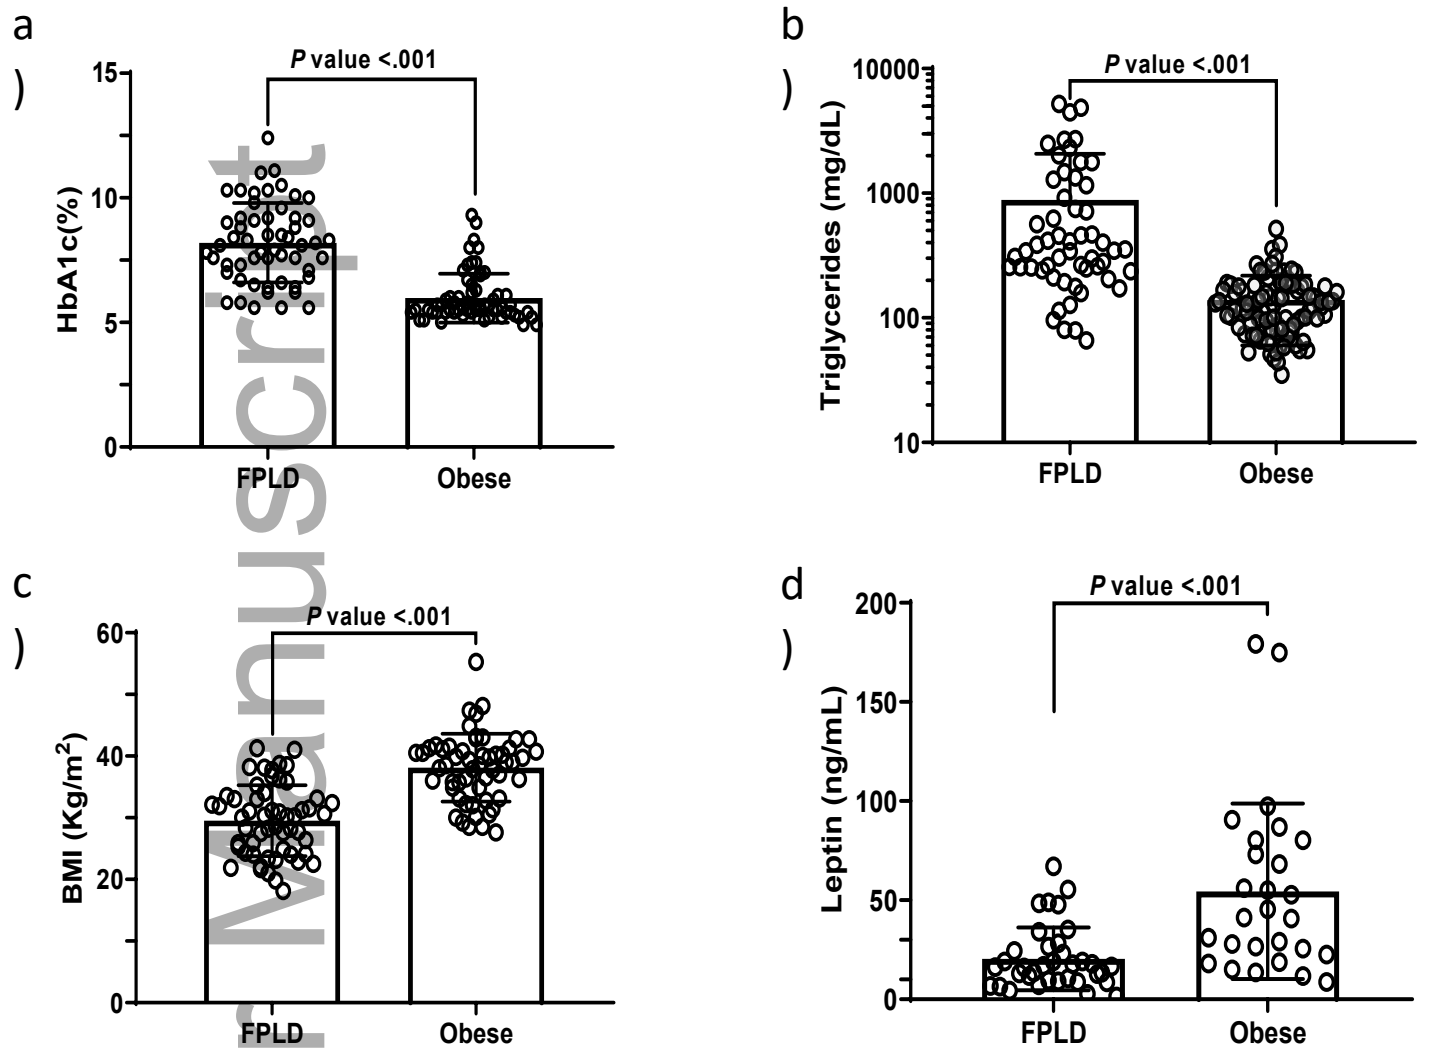 a
)
P value <.001
15
10
5
0
HbA1c(%)
FPLD
Obese
b
)
P value <.001
10000
1000
100
10
Triglycerides (mg/dL)
FPLD
Obese
c
)
P value <.001
60
40
20
0
BMI (Kg/m²)
FPLD
Obese
d
)
P value <.001
200
150
100
50
0
Leptin (ng/mL)
FPLD
Obese
r Manuscript